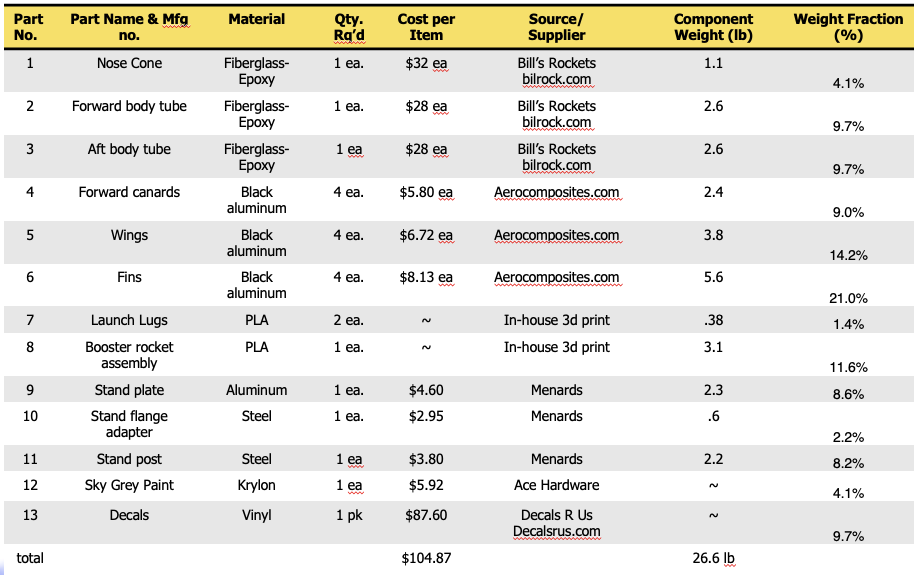 Part No. Part Name & Mfg no. Material Qty. Rq'd Cost per Item Source/ Supplier Component Weight (lb) Weight Fraction (%)
1 Nose Cone Fiberglass-Epoxy 1 ea. $32 ea Bill's Rockets bilrock.com 1.1 4.1%
2 Forward body tube Fiberglass-Epoxy 1 ea. $28 ea Bill's Rockets bilrock.com 2.6 9.7%
3 Aft body tube Fiberglass-Epoxy 1 ea $28 ea Bill's Rockets bilrock.com 2.6 9.7%
4 Forward canards Black aluminum 4 ea. $5.80 ea Aerocomposites.com 2.4 9.0%
5 Wings Black aluminum 4 ea. $6.72 ea Aerocomposites.com 3.8 14.2%
6 Fins Black aluminum 4 ea. $8.13 ea Aerocomposites.com 5.6 21.0%
7 Launch Lugs PLA 2 ea. ~ In-house 3d print .38 1.4%
8 Booster rocket assembly PLA 1 ea. ~ In-house 3d print 3.1 11.6%
9 Stand plate Aluminum 1 ea. $4.60 Menards 2.3 8.6%
10 Stand flange adapter Steel 1 ea. $2.95 Menards .6 2.2%
11 Stand post Steel 1 ea $3.80 Menards 2.2 8.2%
12 Sky Grey Paint Krylon 1 ea $5.92 Ace Hardware ~ 4.1%
13 Decals Vinyl 1 pk $87.60 Decals R Us Decalsrus.com ~ 9.7%
total $104.87 26.6 lb